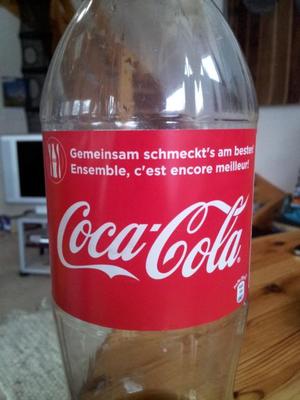 Gemeinsam schmeckt's am besten!
Ensemble, c'est encore meilleur!
Coca-Cola